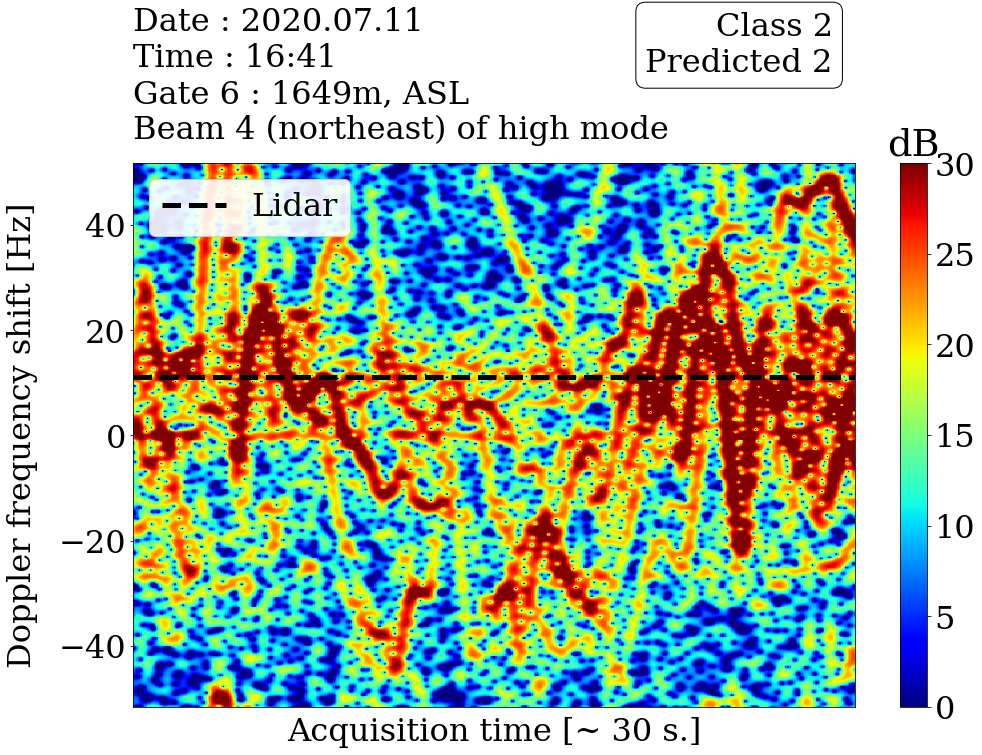 Date : 2020.07.11
Time : 16:41
Gate 6 : 1649m, ASL
Beam 4 (northeast) of high mode
Class 2
Predicted 2
dB
Lidar
Doppler frequency shift [Hz]
40
20
0
−20
−40
Acquisition time [~ 30 s.]
30
25
20
15
10
5
0